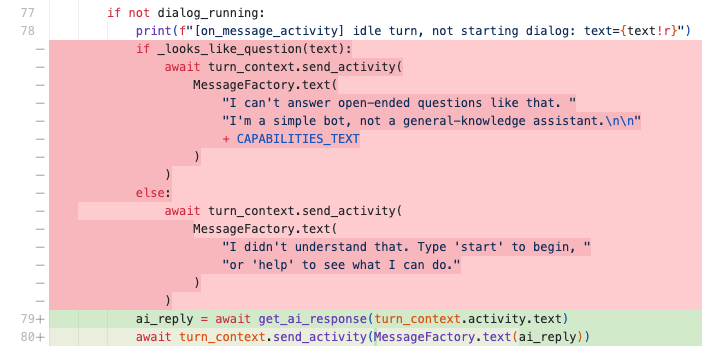 77 if not dialog_running:
78 print(f"[on_message_activity] idle turn, not starting dialog: text={text!r}")
− if _looks_like_question(text):
− await turn_context.send_activity(
− MessageFactory.text(
− "I can't answer open-ended questions like that. "
− "I'm a simple bot, not a general-knowledge assistant.\n\n"
− + CAPABILITIES_TEXT
− )
− )
− else:
− await turn_context.send_activity(
− MessageFactory.text(
− "I didn't understand that. Type 'start' to begin, "
− "or 'help' to see what I can do."
− )
− )
79+ ai_reply = await get_ai_response(turn_context.activity.text)
80+ await turn_context.send_activity(MessageFactory.text(ai_reply))